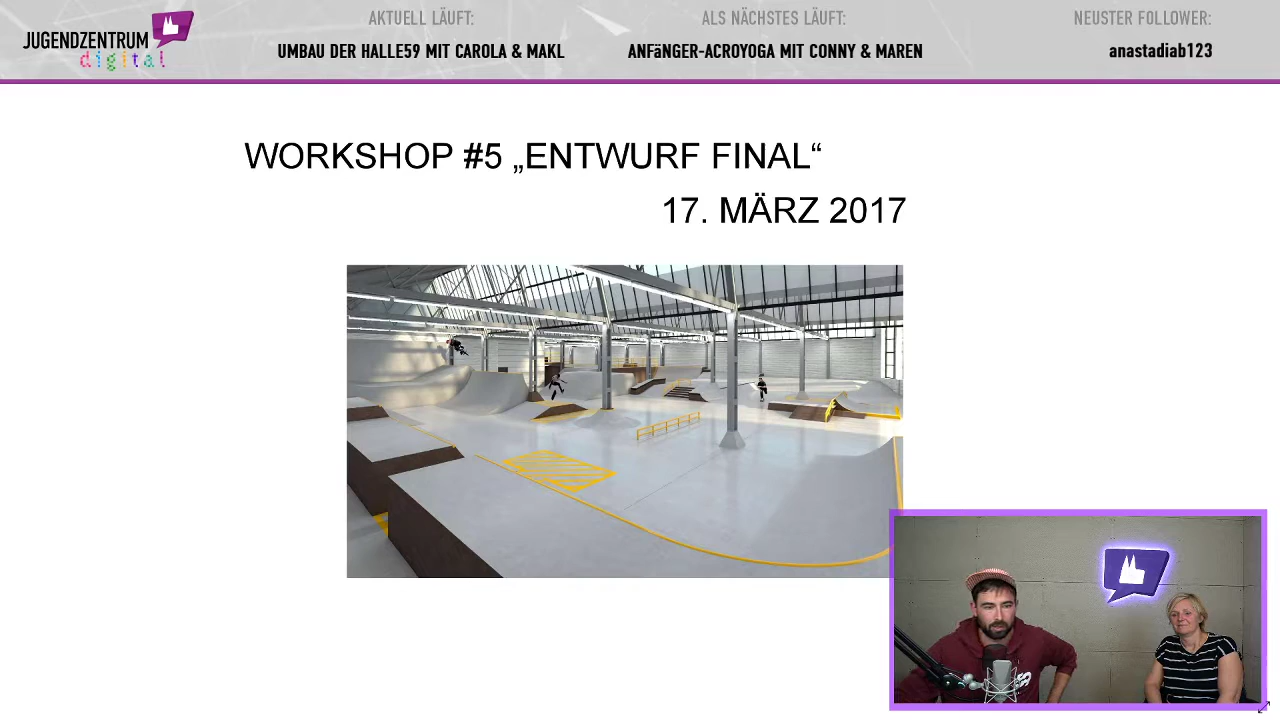 JUGENDZENTRUM
digital
AKTUELL LÄUFT:
UMBAU DER HALLE59 MIT CAROLA & MAKL
ALS NÄCHSTES LÄUFT:
ANFäNGER-ACROYOGA MIT CONNY & MAREN
NEUSTER FOLLOWER:
anastadiab123
WORKSHOP #5 „ENTWURF FINAL“
17. MÄRZ 2017